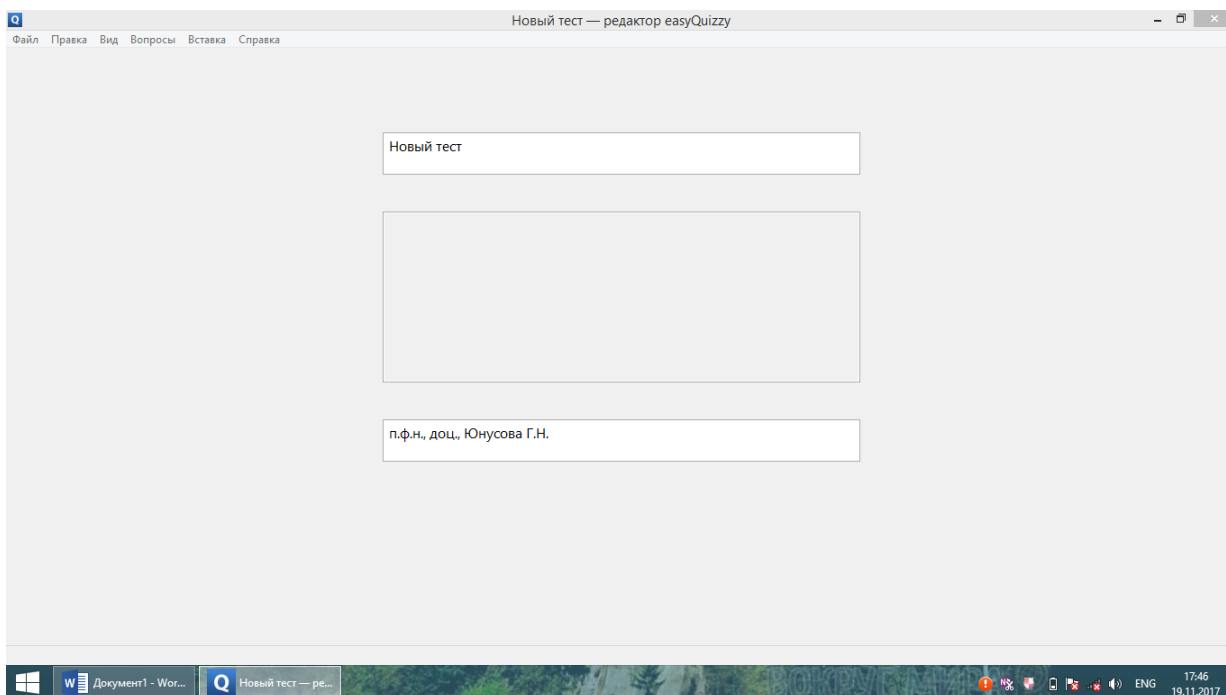 Q
Новый тест — редактор easyQuizzy
Файл Правка Вид Вопросы Вставка Справка
Новый тест
п.ф.н., доц., Юнусова Г.Н.
W Документ1 - Wor... Q Новый тест — ре... ENG 17:46
19.11.2017